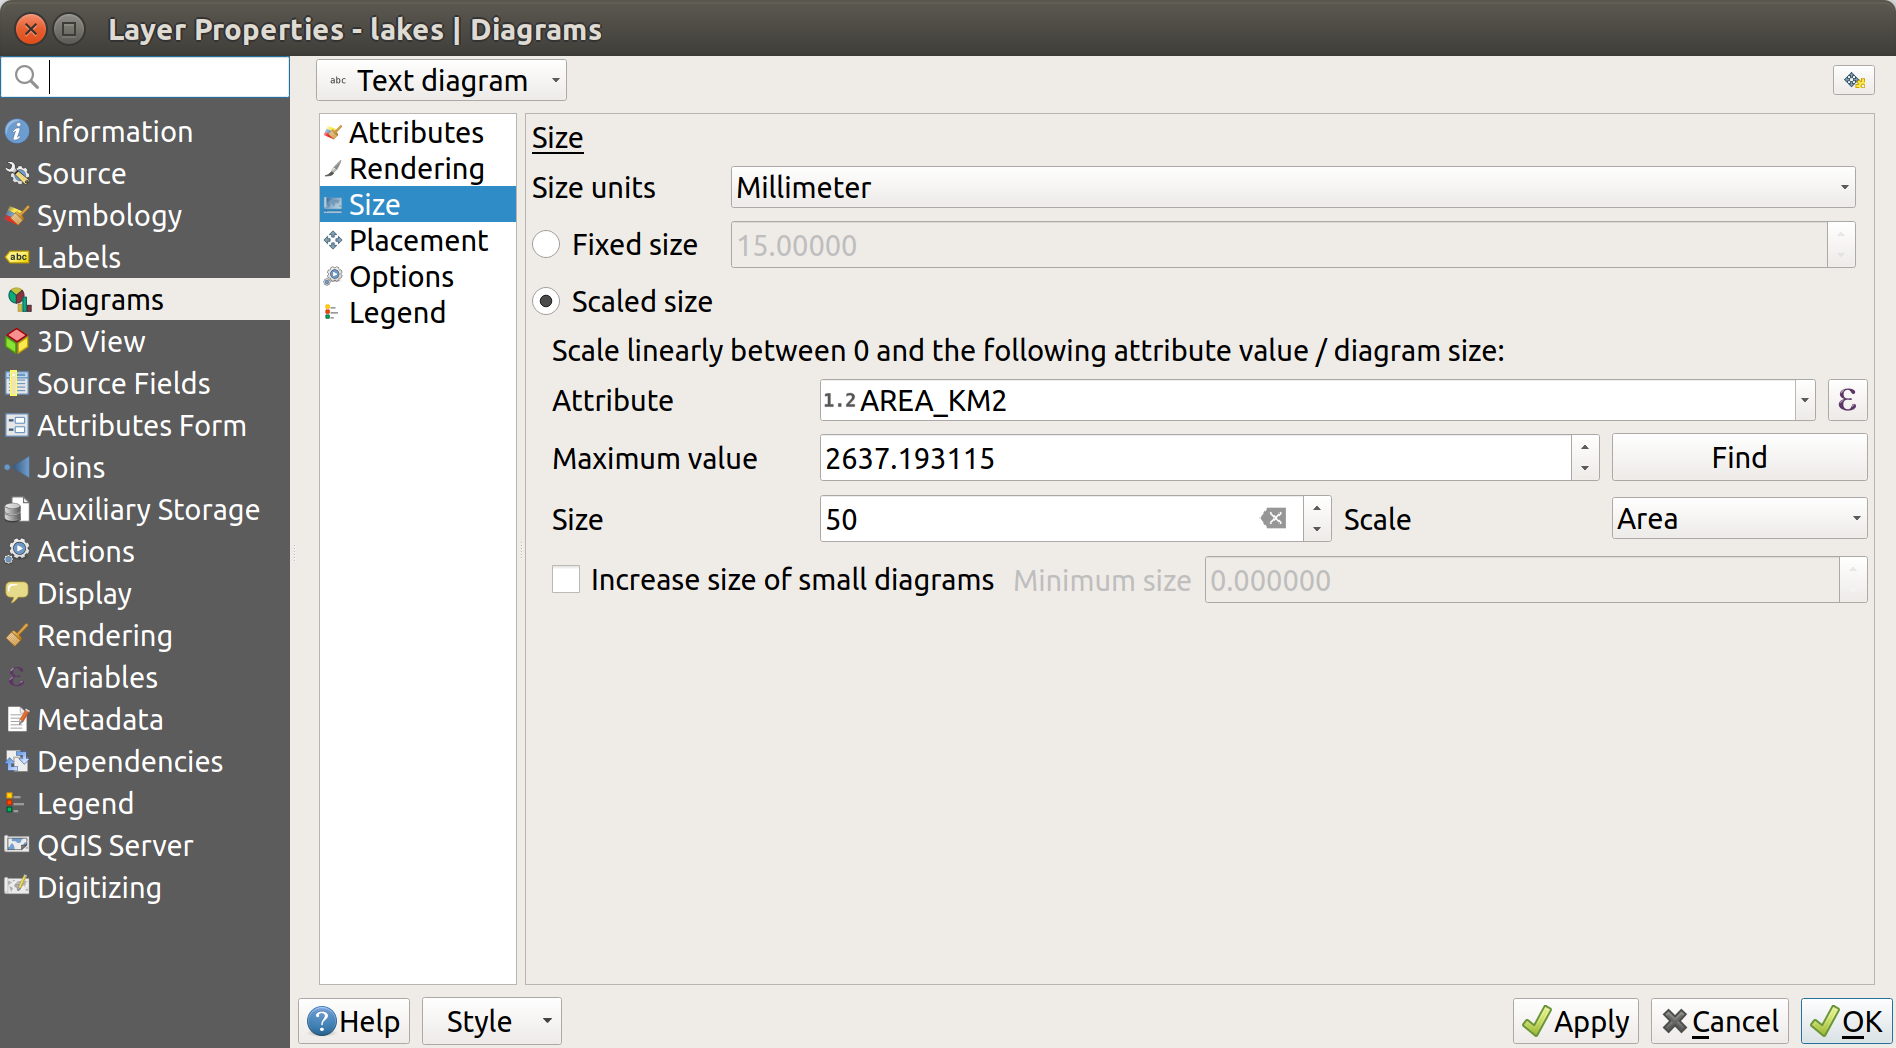 Layer Properties - lakes | Diagrams
abc Text diagram
Information
Source
Symbology
abc Labels
Diagrams
3D View
Source Fields
Attributes Form
Joins
Auxiliary Storage
Actions
Display
Rendering
Variables
Metadata
Dependencies
Legend
QGIS Server
Digitizing
Attributes
Rendering
Size
Placement
Options
Legend
Size
Size units Millimeter
Fixed size 15.00000
Scaled size
Scale linearly between 0 and the following attribute value / diagram size:
Attribute 1.2 AREA_KM2 ε
Maximum value 2637.193115 Find
Size 50 Scale Area
Increase size of small diagrams Minimum size 0.000000
Help Style Apply Cancel OK